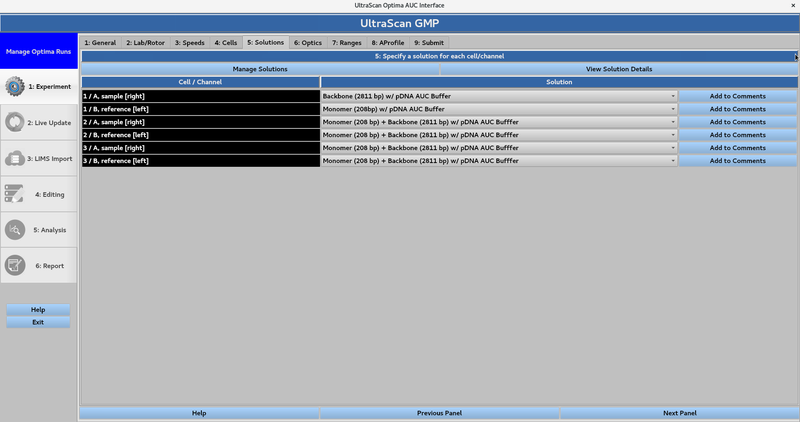 UltraScan Optima AUC Interface
UltraScan GMP
Manage Optima Runs
1: Experiment
2: Live Update
3: LIMS Import
4: Editing
5: Analysis
6: Report
Help
Exit
1: General 2: Lab/Rotor 3: Speeds 4: Cells 5: Solutions 6: Optics 7: Ranges 8: AProfile 9: Submit
5: Specify a solution for each cell/channel
Manage Solutions View Solution Details
Cell / Channel Solution
1 / A, sample [right] Backbone (2811 bp) w/ pDNA AUC Buffer Add to Comments
1 / B, reference [left] Monomer (208bp) w/ pDNA AUC Buffer Add to Comments
2 / A, sample [right] Monomer (208 bp) + Backbone (2811 bp) w/ pDNA AUC Bufffer Add to Comments
2 / B, reference [left] Monomer (208 bp) + Backbone (2811 bp) w/ pDNA AUC Bufffer Add to Comments
3 / A, sample [right] Monomer (208 bp) + Backbone (2811 bp) w/ pDNA AUC Bufffer Add to Comments
3 / B, reference [left] Monomer (208 bp) + Backbone (2811 bp) w/ pDNA AUC Bufffer Add to Comments
Help Previous Panel Next Panel